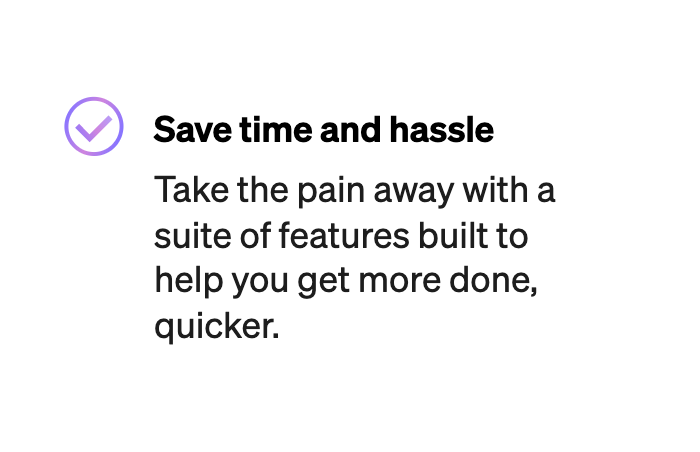 Save time and hassle
Take the pain away with a
suite of features built to
help you get more done,
quicker.